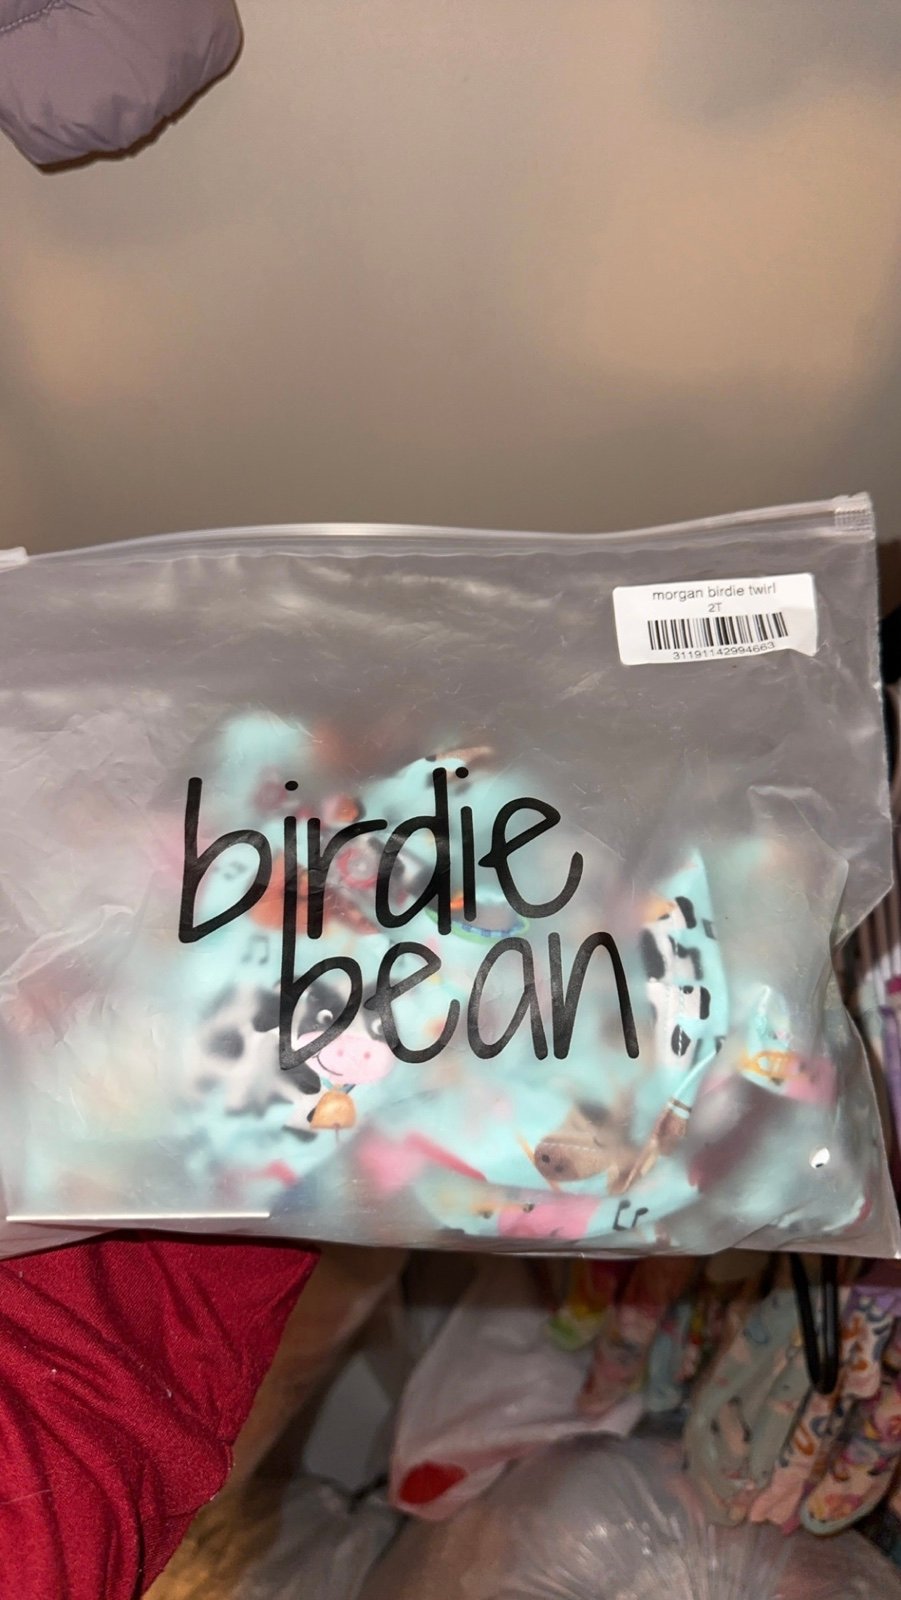 morgan birdie twirl
2T
31191142994663
birdie
bean